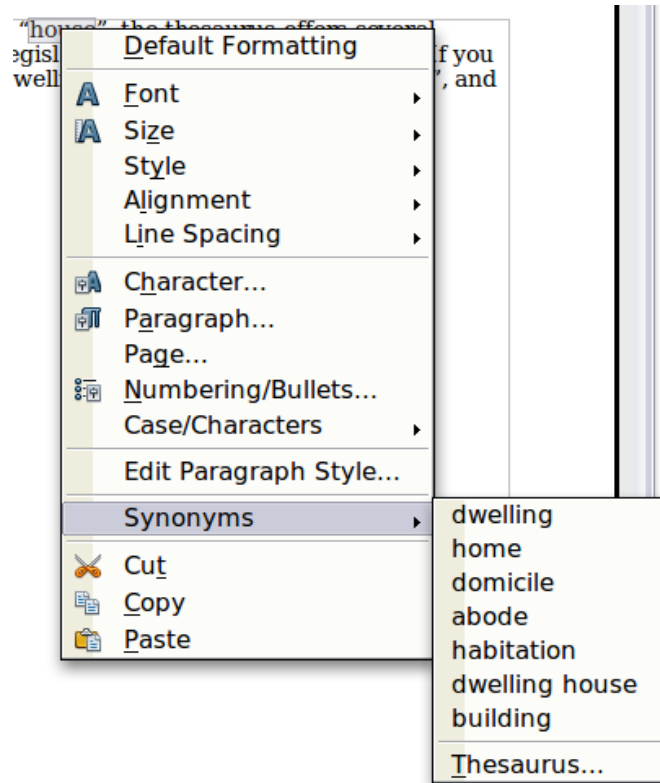 “house”, the thesaurus offers several
Default Formatting
egisl
f you
well
”, and
Font
Size
Style
Alignment
Line Spacing
Character...
Paragraph...
Page...
Numbering/Bullets...
Case/Characters
Edit Paragraph Style...
Synonyms
Cut
Copy
Paste
dwelling
home
domicile
abode
habitation
dwelling house
building
Thesaurus...